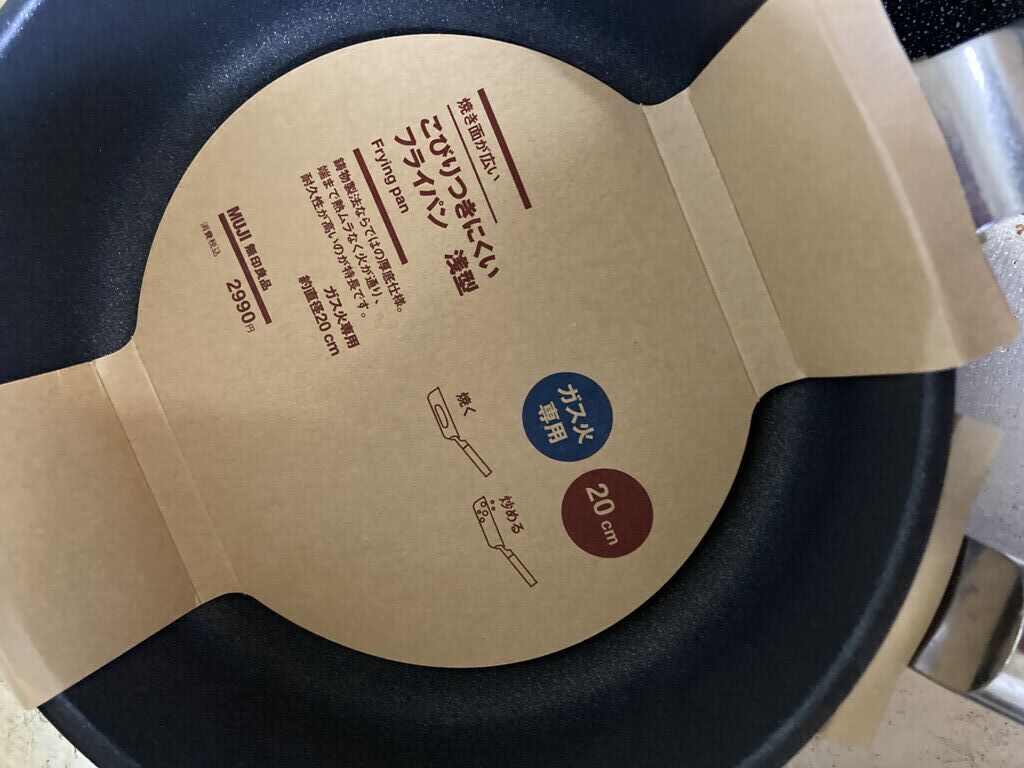 焼き面が広い
こびりつきにくい
フライパン 浅型
Frying pan
鋳物製法ならではの厚底仕様。
端まで熱ムラなく火が通り、
耐久性が高いのが特長です。
ガス火専用
約直径20cm
MUJI 無印良品
消費税込 2990円
ガス火
専用
20cm
焼く
炒める